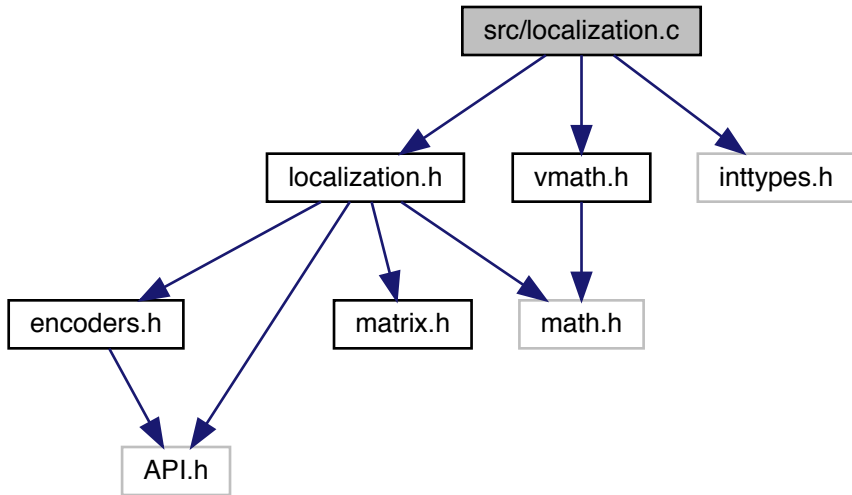 src/localization.c
localization.h
vmath.h
inttypes.h
encoders.h
matrix.h
math.h
API.h